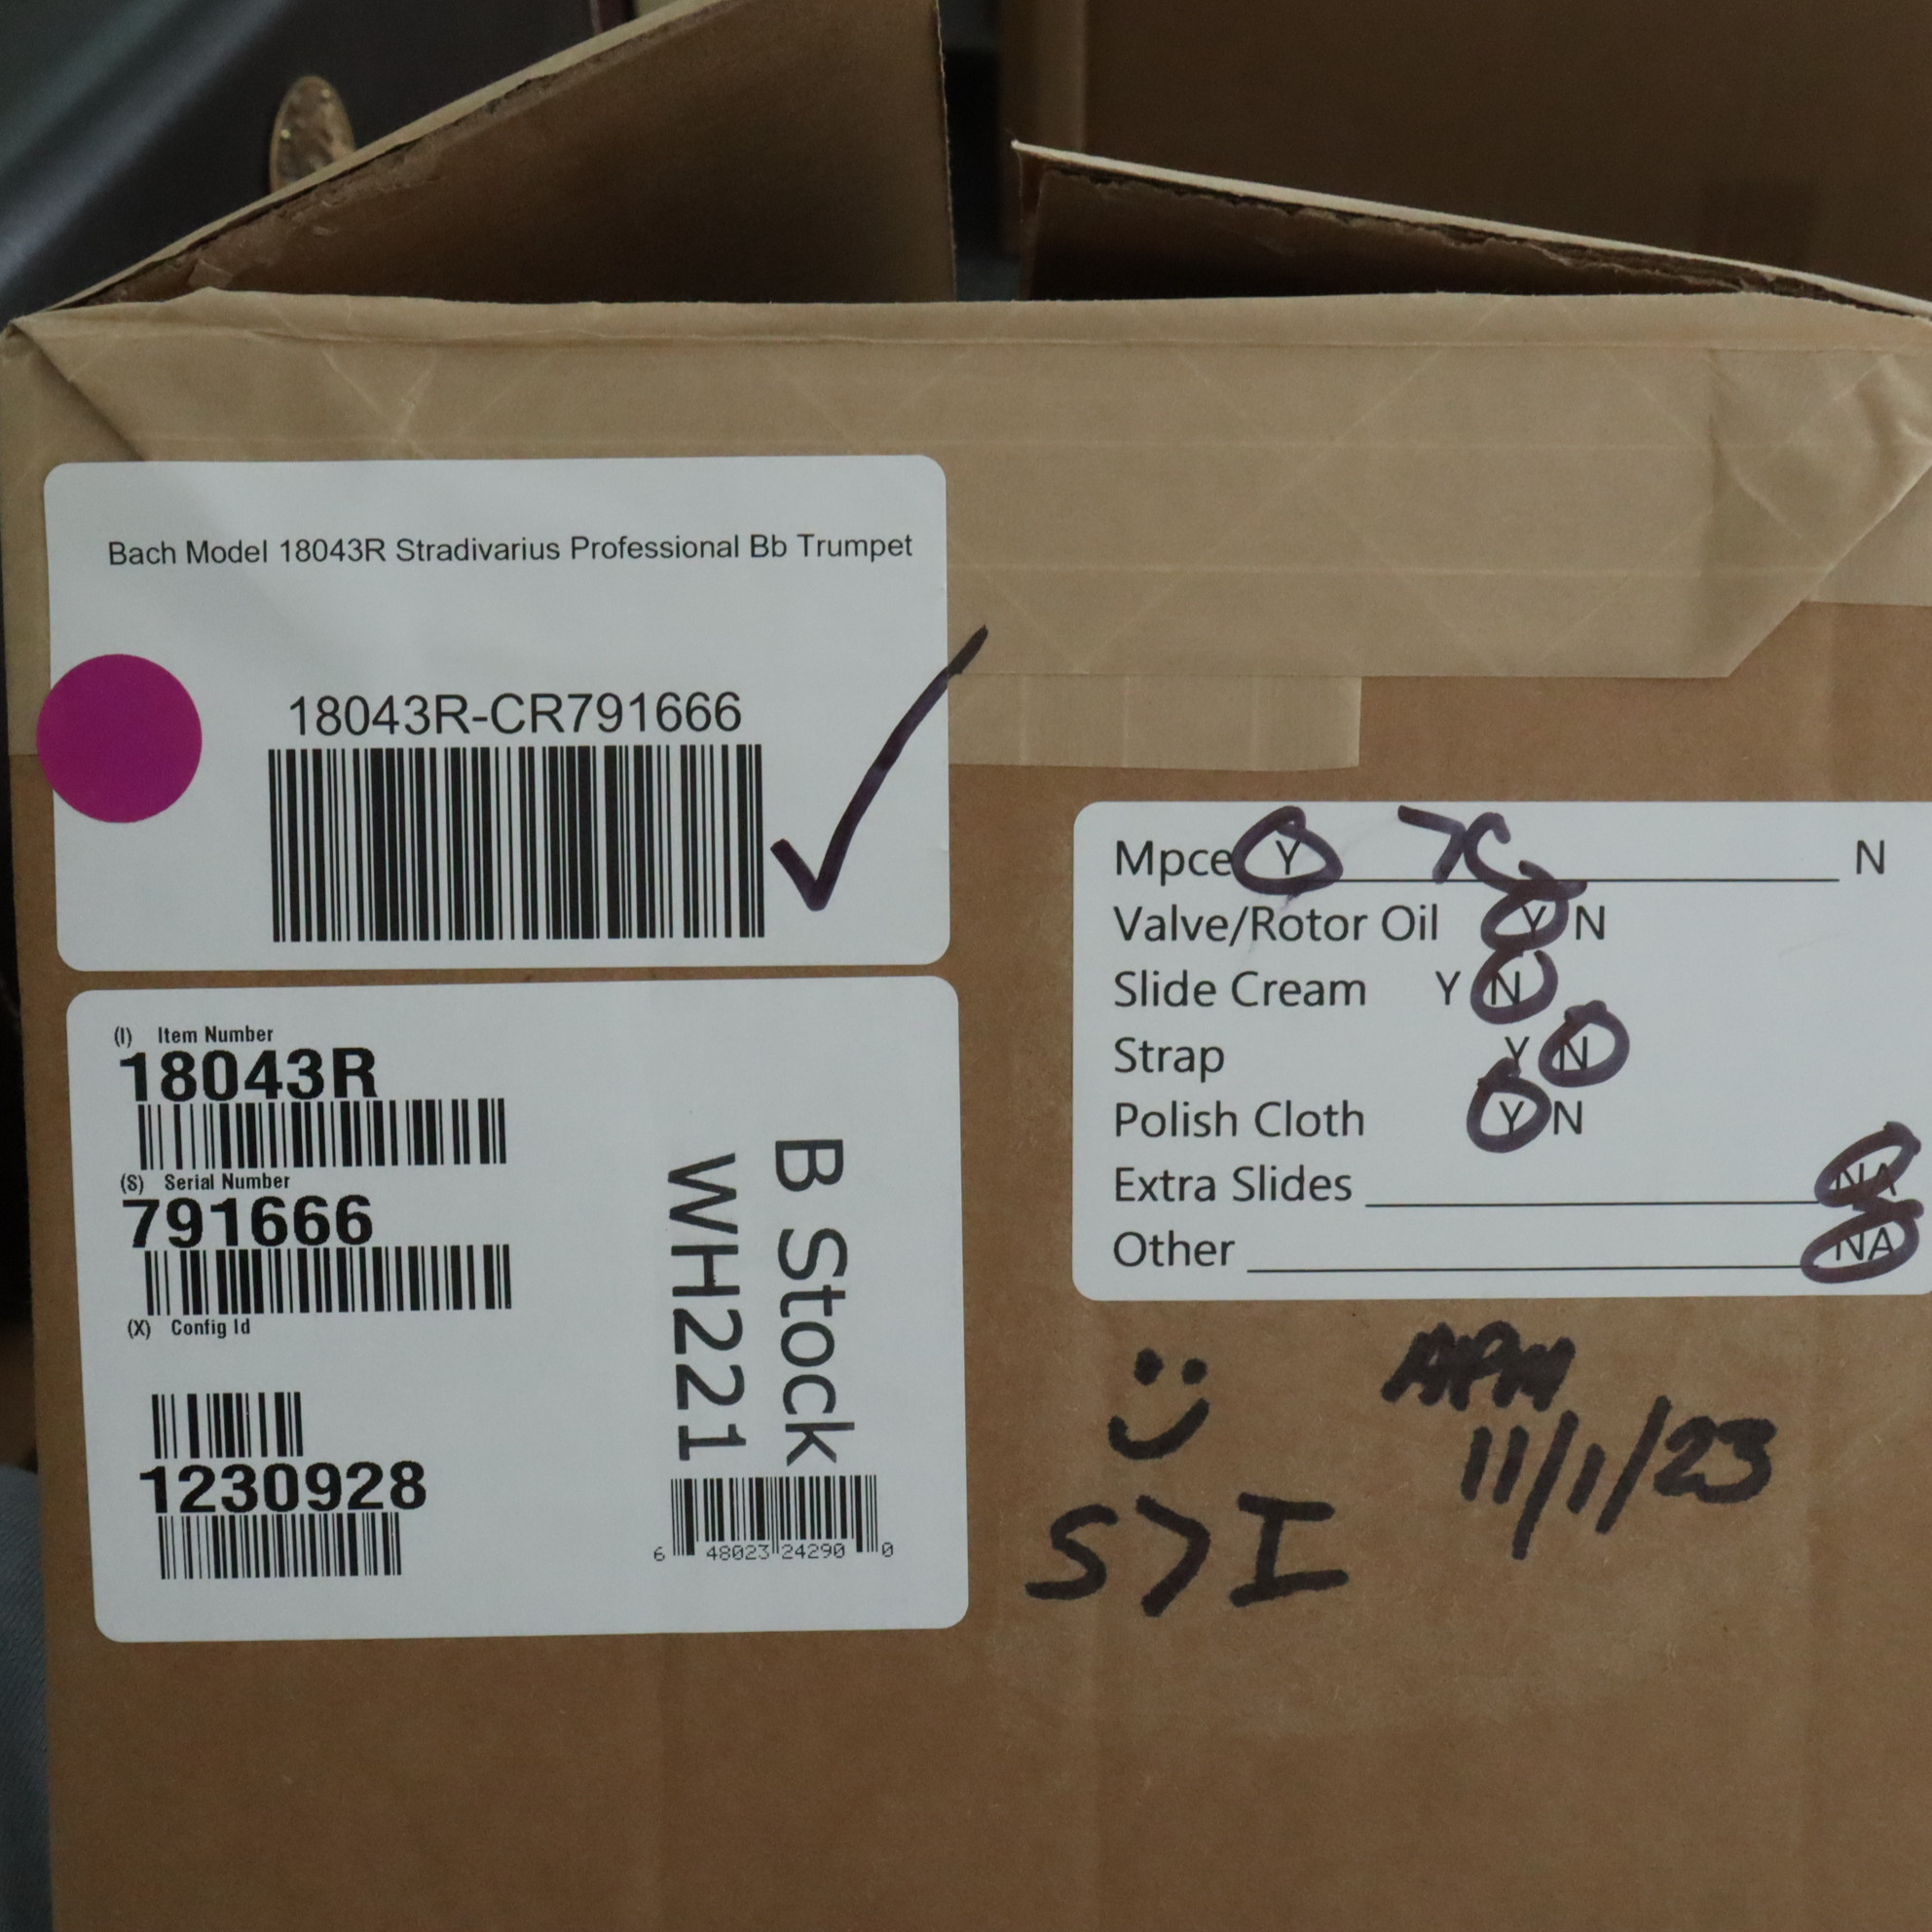 Bach Model 18043R Stradivarius Professional Bb Trumpet
18043R-CR791666
(I) Item Number
18043R
(S) Serial Number
791666
(X) Config Id
1230928
B Stock
WH221
6 48023 24290 0
Mpce Y 7C N
Valve/Rotor Oil Y N
Slide Cream Y N
Strap Y N
Polish Cloth Y N
Extra Slides NA
Other NA
APM
11/1/23
S>I